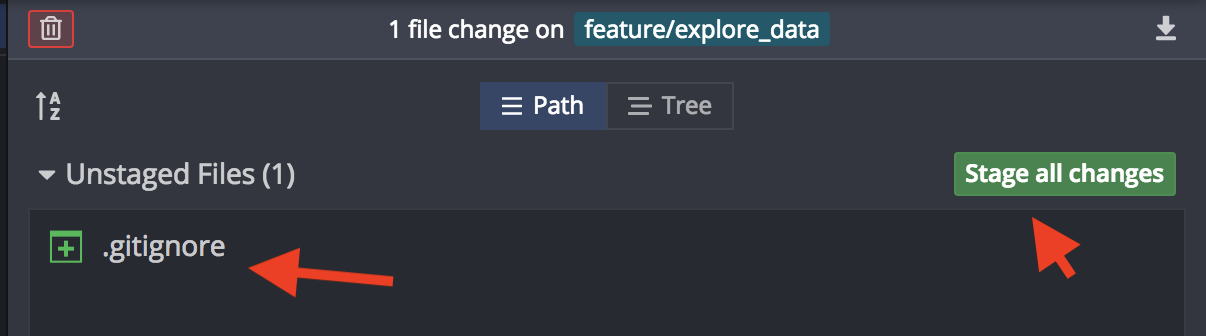 1 file change on feature/explore_data
A Z
Path Tree
Unstaged Files (1) Stage all changes
.gitignore